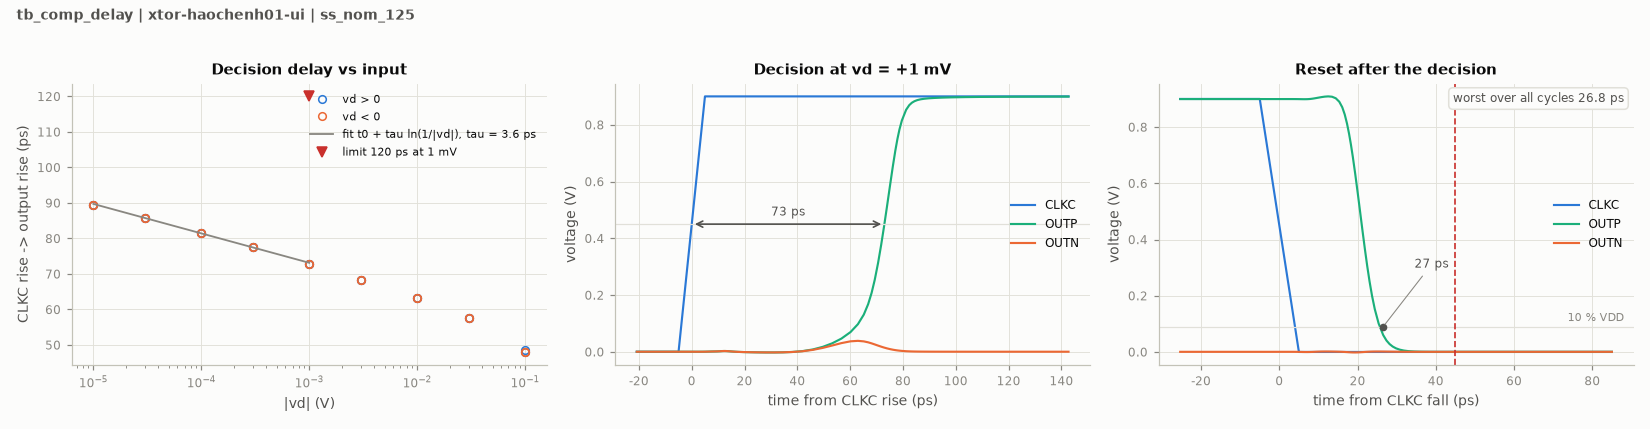 tb_comp_delay | xtor-haochenh01-ui | ss_nom_125
Decision delay vs input
CLKC rise -> output rise (ps)
120
110
100
90
80
70
60
50
vd > 0
vd < 0
fit t0 + tau ln(1/|vd|), tau = 3.6 ps
limit 120 ps at 1 mV
10⁻⁵
10⁻⁴
10⁻³
10⁻²
10⁻¹
|vd| (V)
Decision at vd = +1 mV
voltage (V)
0.8
0.6
0.4
0.2
0.0
73 ps
CLKC
OUTP
OUTN
-20
0
20
40
60
80
100
120
140
time from CLKC rise (ps)
Reset after the decision
voltage (V)
0.8
0.6
0.4
0.2
0.0
worst over all cycles 26.8 ps
CLKC
OUTP
OUTN
27 ps
10 % VDD
-20
0
20
40
60
80
time from CLKC fall (ps)